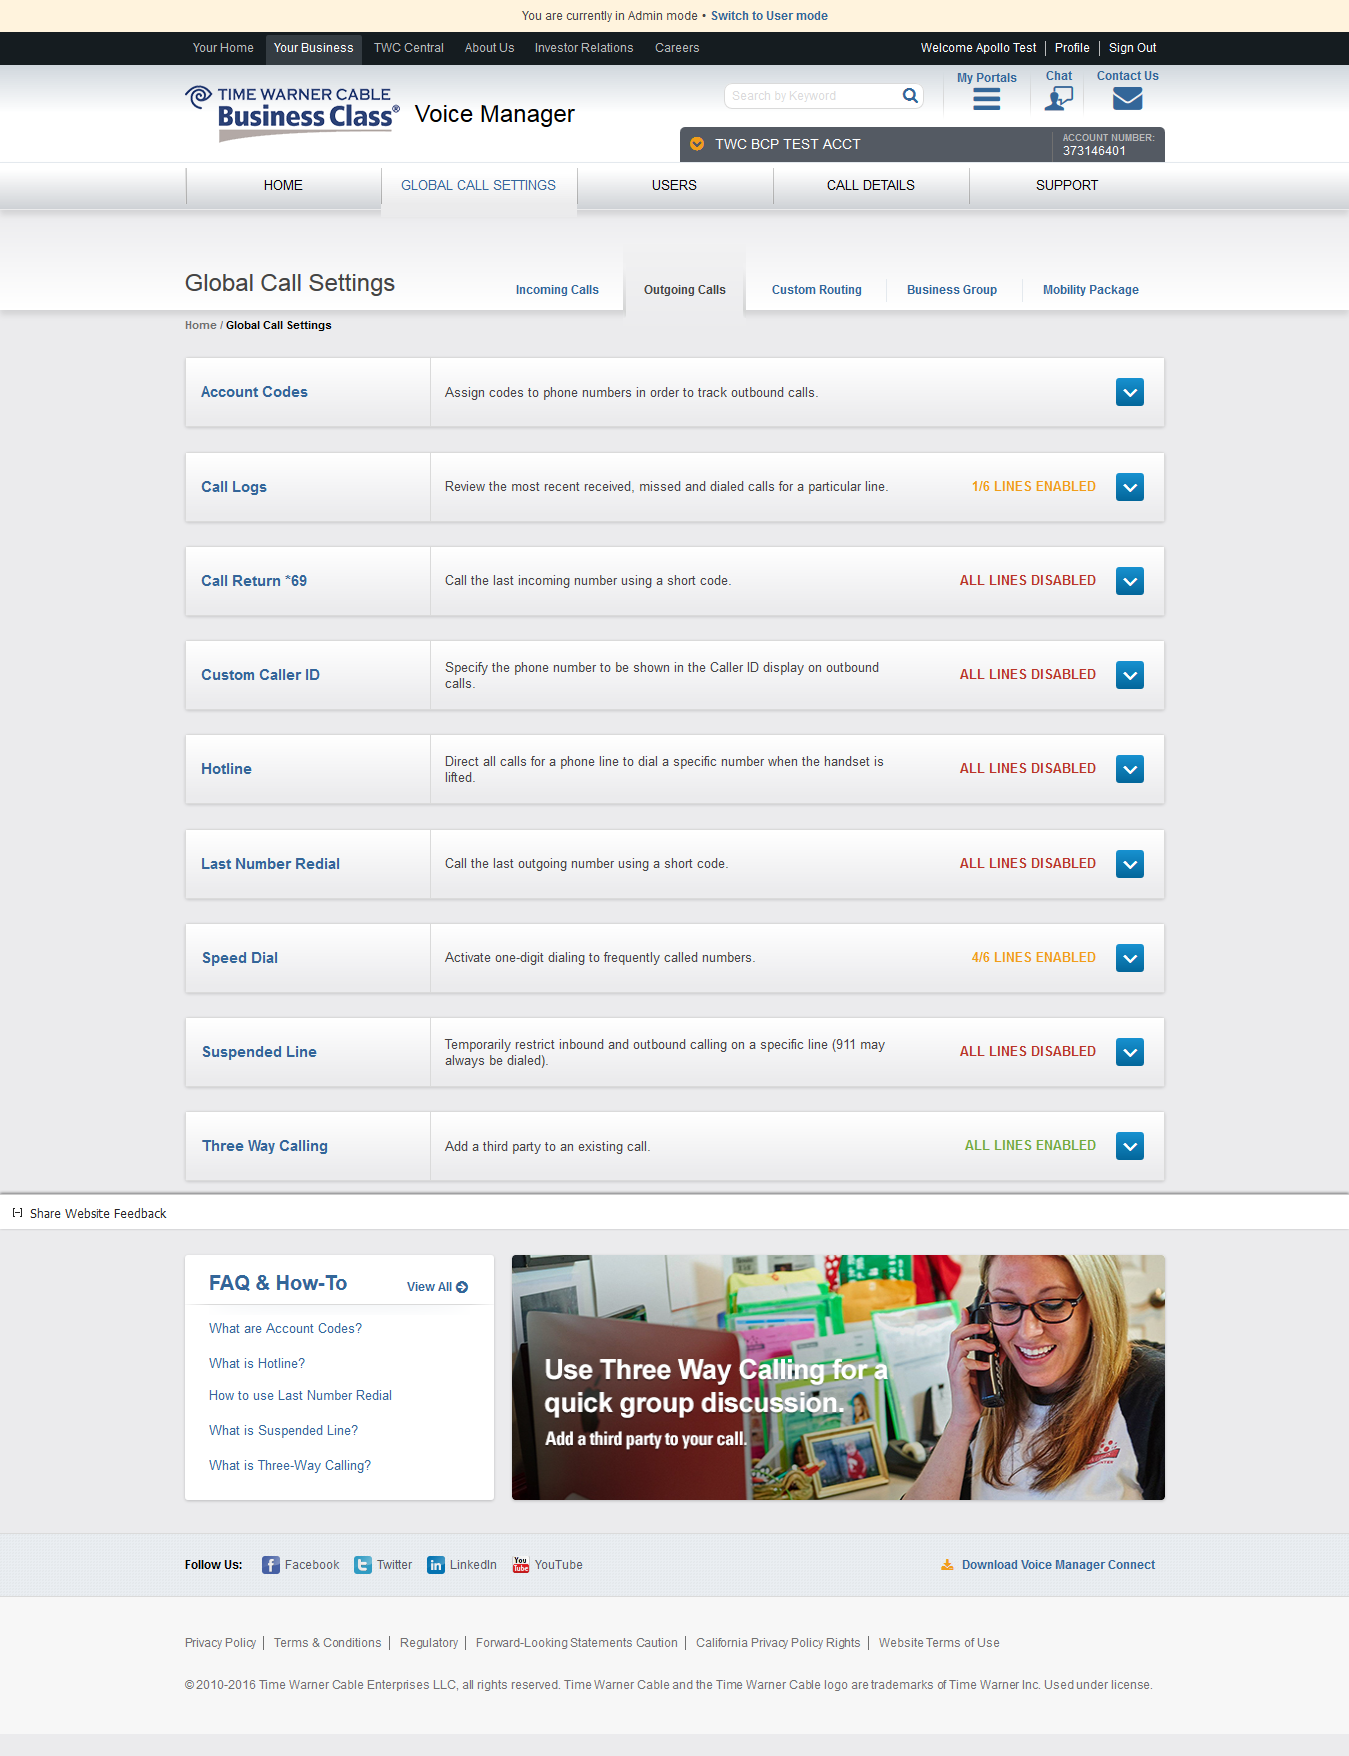 You are currently in Admin mode • Switch to User mode
Your Home Your Business TWC Central About Us Investor Relations Careers Welcome Apollo Test Profile Sign Out
My Portals Chat Contact Us
TIME WARNER CABLE
Business Class®
Voice Manager
Search by Keyword
TWC BCP TEST ACCT
ACCOUNT NUMBER:
373146401
HOME GLOBAL CALL SETTINGS USERS CALL DETAILS SUPPORT
Global Call Settings
Incoming Calls Outgoing Calls Custom Routing Business Group Mobility Package
Home / Global Call Settings
Account Codes
Assign codes to phone numbers in order to track outbound calls.
Call Logs
Review the most recent received, missed and dialed calls for a particular line.
1/6 LINES ENABLED
Call Return *69
Call the last incoming number using a short code.
ALL LINES DISABLED
Custom Caller ID
Specify the phone number to be shown in the Caller ID display on outbound
calls.
ALL LINES DISABLED
Hotline
Direct all calls for a phone line to dial a specific number when the handset is
lifted.
ALL LINES DISABLED
Last Number Redial
Call the last outgoing number using a short code.
ALL LINES DISABLED
Speed Dial
Activate one-digit dialing to frequently called numbers.
4/6 LINES ENABLED
Suspended Line
Temporarily restrict inbound and outbound calling on a specific line (911 may
always be dialed).
ALL LINES DISABLED
Three Way Calling
Add a third party to an existing call.
ALL LINES ENABLED
[-] Share Website Feedback
FAQ & How-To
View All
What are Account Codes?
What is Hotline?
How to use Last Number Redial
What is Suspended Line?
What is Three-Way Calling?
Use Three Way Calling for a
quick group discussion.
Add a third party to your call.
Follow Us: Facebook Twitter LinkedIn YouTube
Download Voice Manager Connect
Privacy Policy Terms & Conditions Regulatory Forward-Looking Statements Caution California Privacy Policy Rights Website Terms of Use
© 2010-2016 Time Warner Cable Enterprises LLC, all rights reserved. Time Warner Cable and the Time Warner Cable logo are trademarks of Time Warner Inc. Used under license.